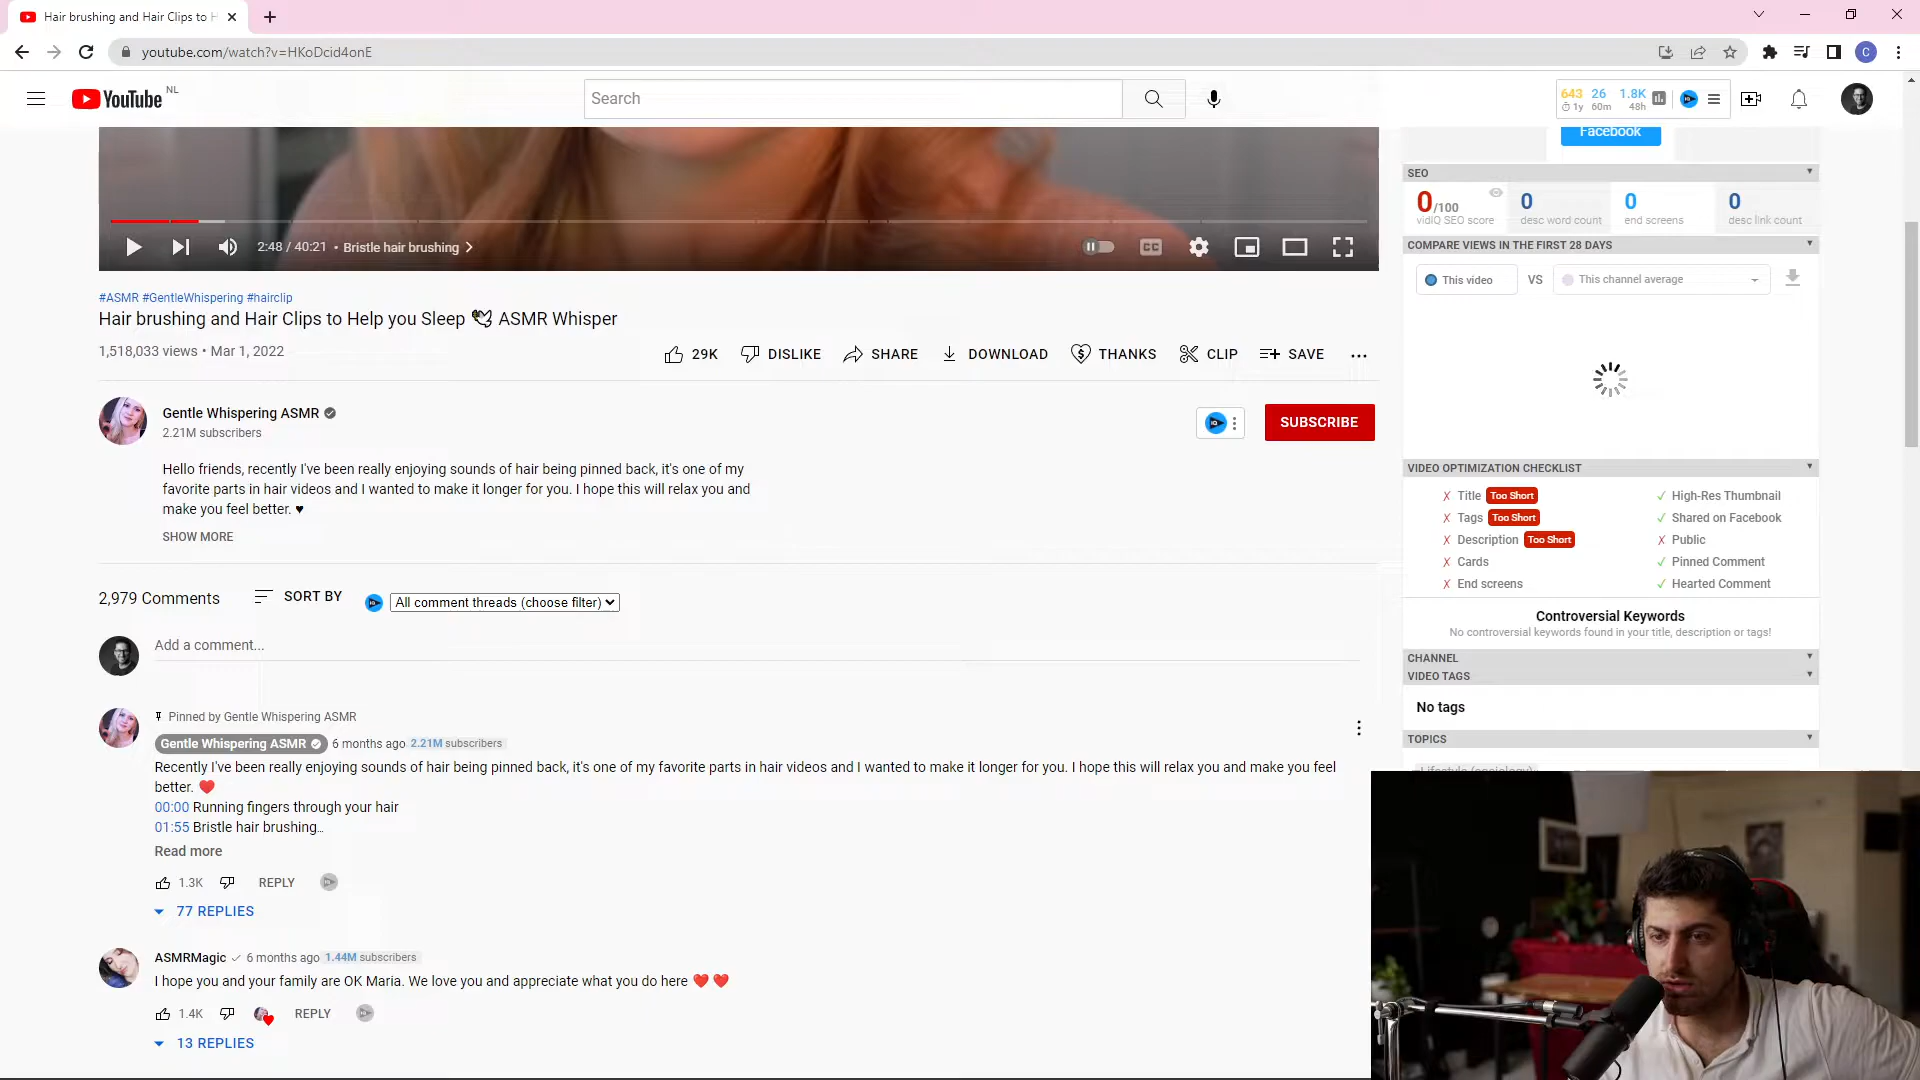 Hair brushing and Hair Clips to H
youtube.com/watch?v=HKoDcid4onE
C
YouTube NL
Search
643 26 1.8K
1y 60m 48h
Facebook
#ASMR #GentleWhispering #hairclip
2:48 / 40:21 • Bristle hair brushing
CC
Hair brushing and Hair Clips to Help you Sleep 🕊 ASMR Whisper
1,518,033 views • Mar 1, 2022
29K DISLIKE SHARE DOWNLOAD THANKS CLIP SAVE
Gentle Whispering ASMR
2.21M subscribers
SUBSCRIBE
Hello friends, recently I've been really enjoying sounds of hair being pinned back, it's one of my
favorite parts in hair videos and I wanted to make it longer for you. I hope this will relax you and
make you feel better. ♥
SHOW MORE
2,979 Comments SORT BY All comment threads (choose filter)
Add a comment...
Pinned by Gentle Whispering ASMR
Gentle Whispering ASMR 6 months ago 2.21M subscribers
Recently I've been really enjoying sounds of hair being pinned back, it's one of my favorite parts in hair videos and I wanted to make it longer for you. I hope this will relax you and make you feel
better. ❤️
00:00 Running fingers through your hair
01:55 Bristle hair brushing…
Read more
1.3K REPLY
77 REPLIES
ASMRMagic 6 months ago 1.44M subscribers
I hope you and your family are OK Maria. We love you and appreciate what you do here ❤️ ❤️
1.4K REPLY
13 REPLIES
SEO
0/100 0 0 0
vidIQ SEO score desc word count end screens desc link count
COMPARE VIEWS IN THE FIRST 28 DAYS
This video VS This channel average
VIDEO OPTIMIZATION CHECKLIST
✗ Title Too Short ✓ High-Res Thumbnail
✗ Tags Too Short ✓ Shared on Facebook
✗ Description Too Short ✗ Public
✗ Cards ✓ Pinned Comment
✗ End screens ✓ Hearted Comment
Controversial Keywords
No controversial keywords found in your title, description or tags!
CHANNEL
VIDEO TAGS
No tags
TOPICS
Lifestyle (sociology)